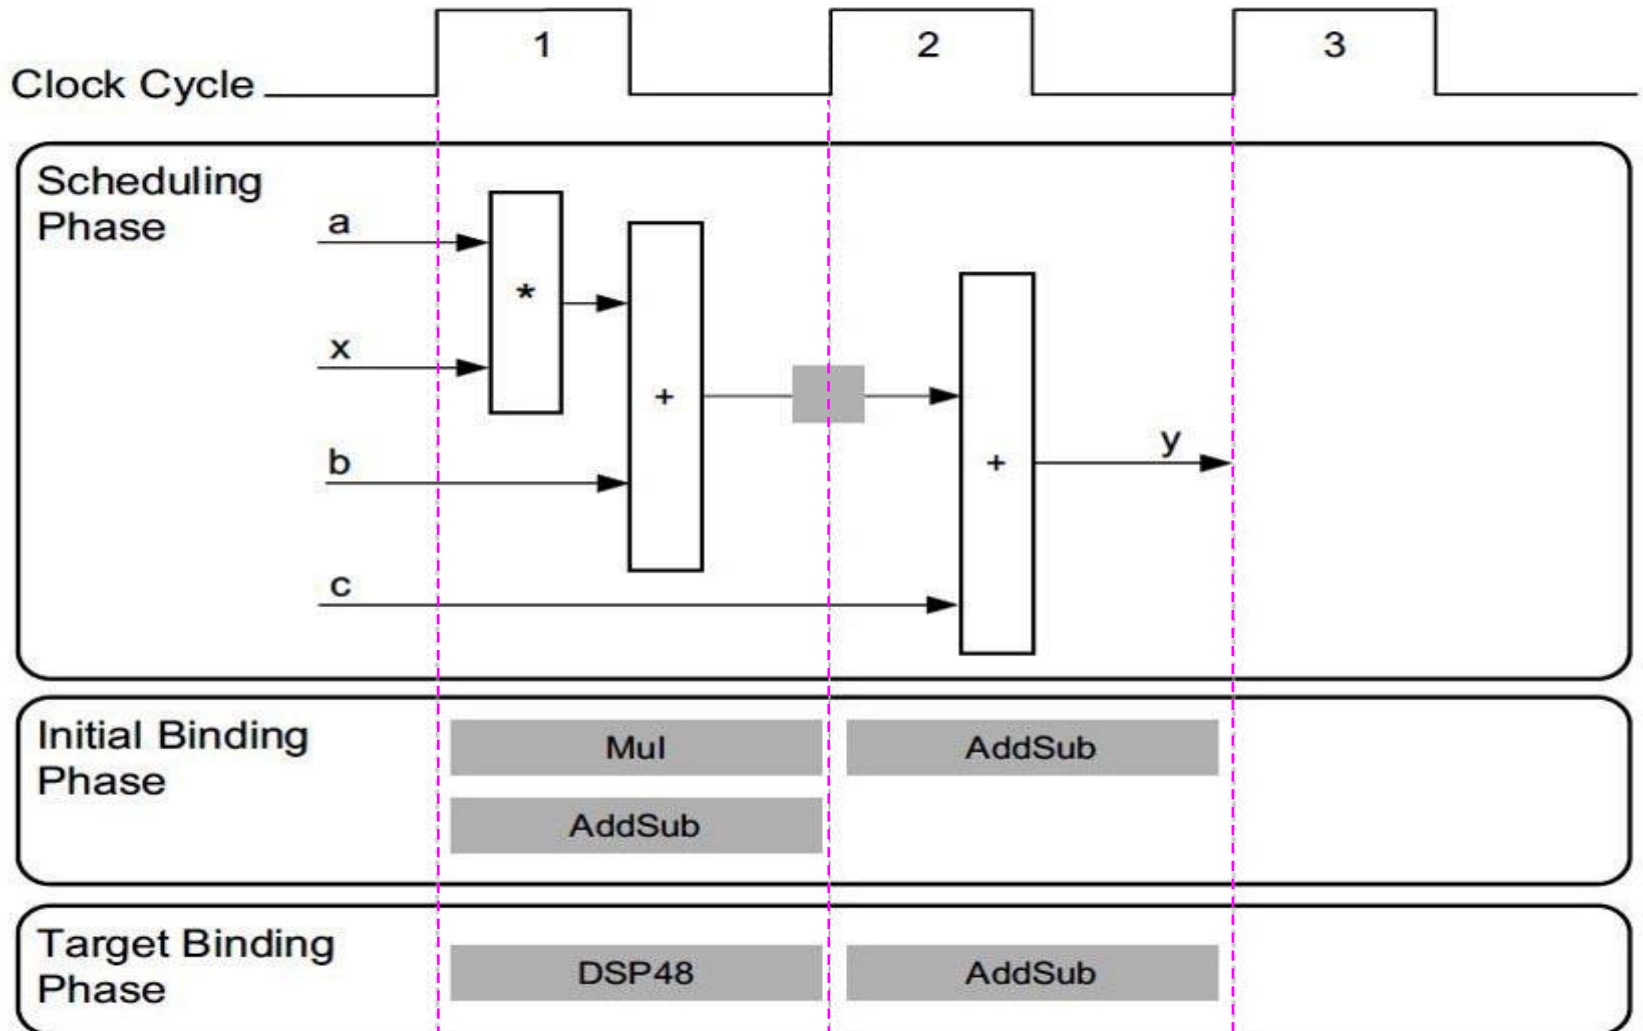 1
2
3
Clock Cycle
Scheduling
Phase
a
*
x
+
b
y
+
c
Initial Binding
Phase
Mul
AddSub
AddSub
Target Binding
Phase
DSP48
AddSub